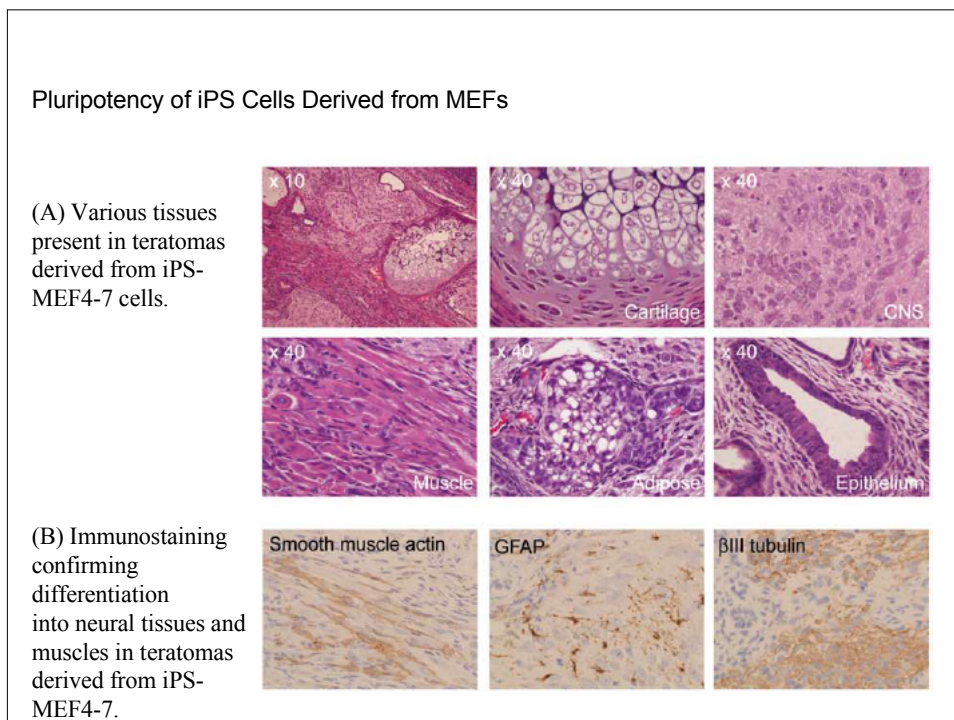 Pluripotency of iPS Cells Derived from MEFs
(A) Various tissues
present in teratomas
derived from iPS-
MEF4-7 cells.
x 10
x 40
Cartilage
x 40
CNS
x 40
Muscle
x 40
Adipose
x 40
Epithelium
(B) Immunostaining
confirming
differentiation
into neural tissues and
muscles in teratomas
derived from iPS-
MEF4-7.
Smooth muscle actin
GFAP
βIII tubulin